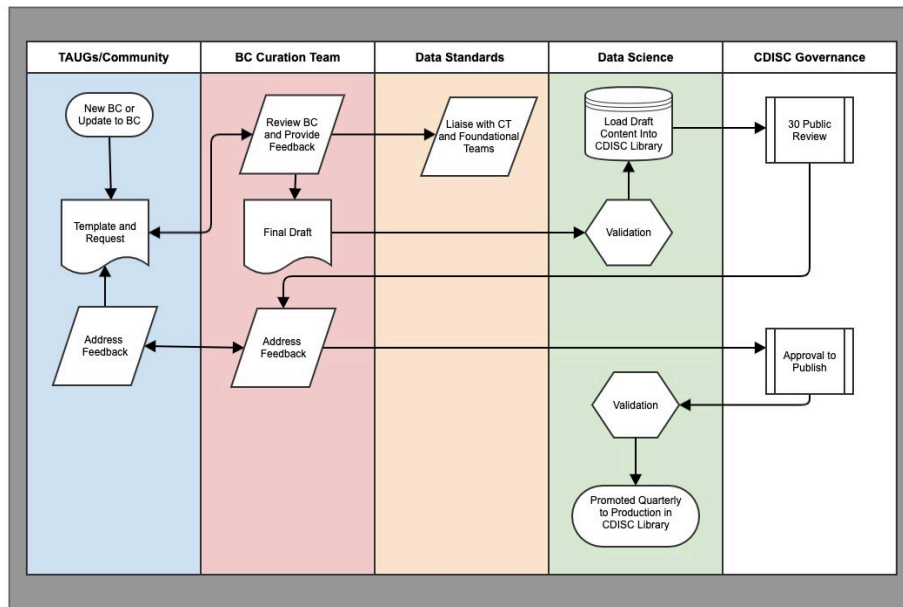 TAUGs/Community
BC Curation Team
Data Standards
Data Science
CDISC Governance
New BC or
Update to BC
Review BC
and Provide
Feedback
Liaise with CT
and Foundational
Teams
Load Draft
Content Into
CDISC Library
30 Public
Review
Template and
Request
Final Draft
Validation
Address
Feedback
Address
Feedback
Approval to
Publish
Validation
Promoted Quarterly
to Production in
CDISC Library